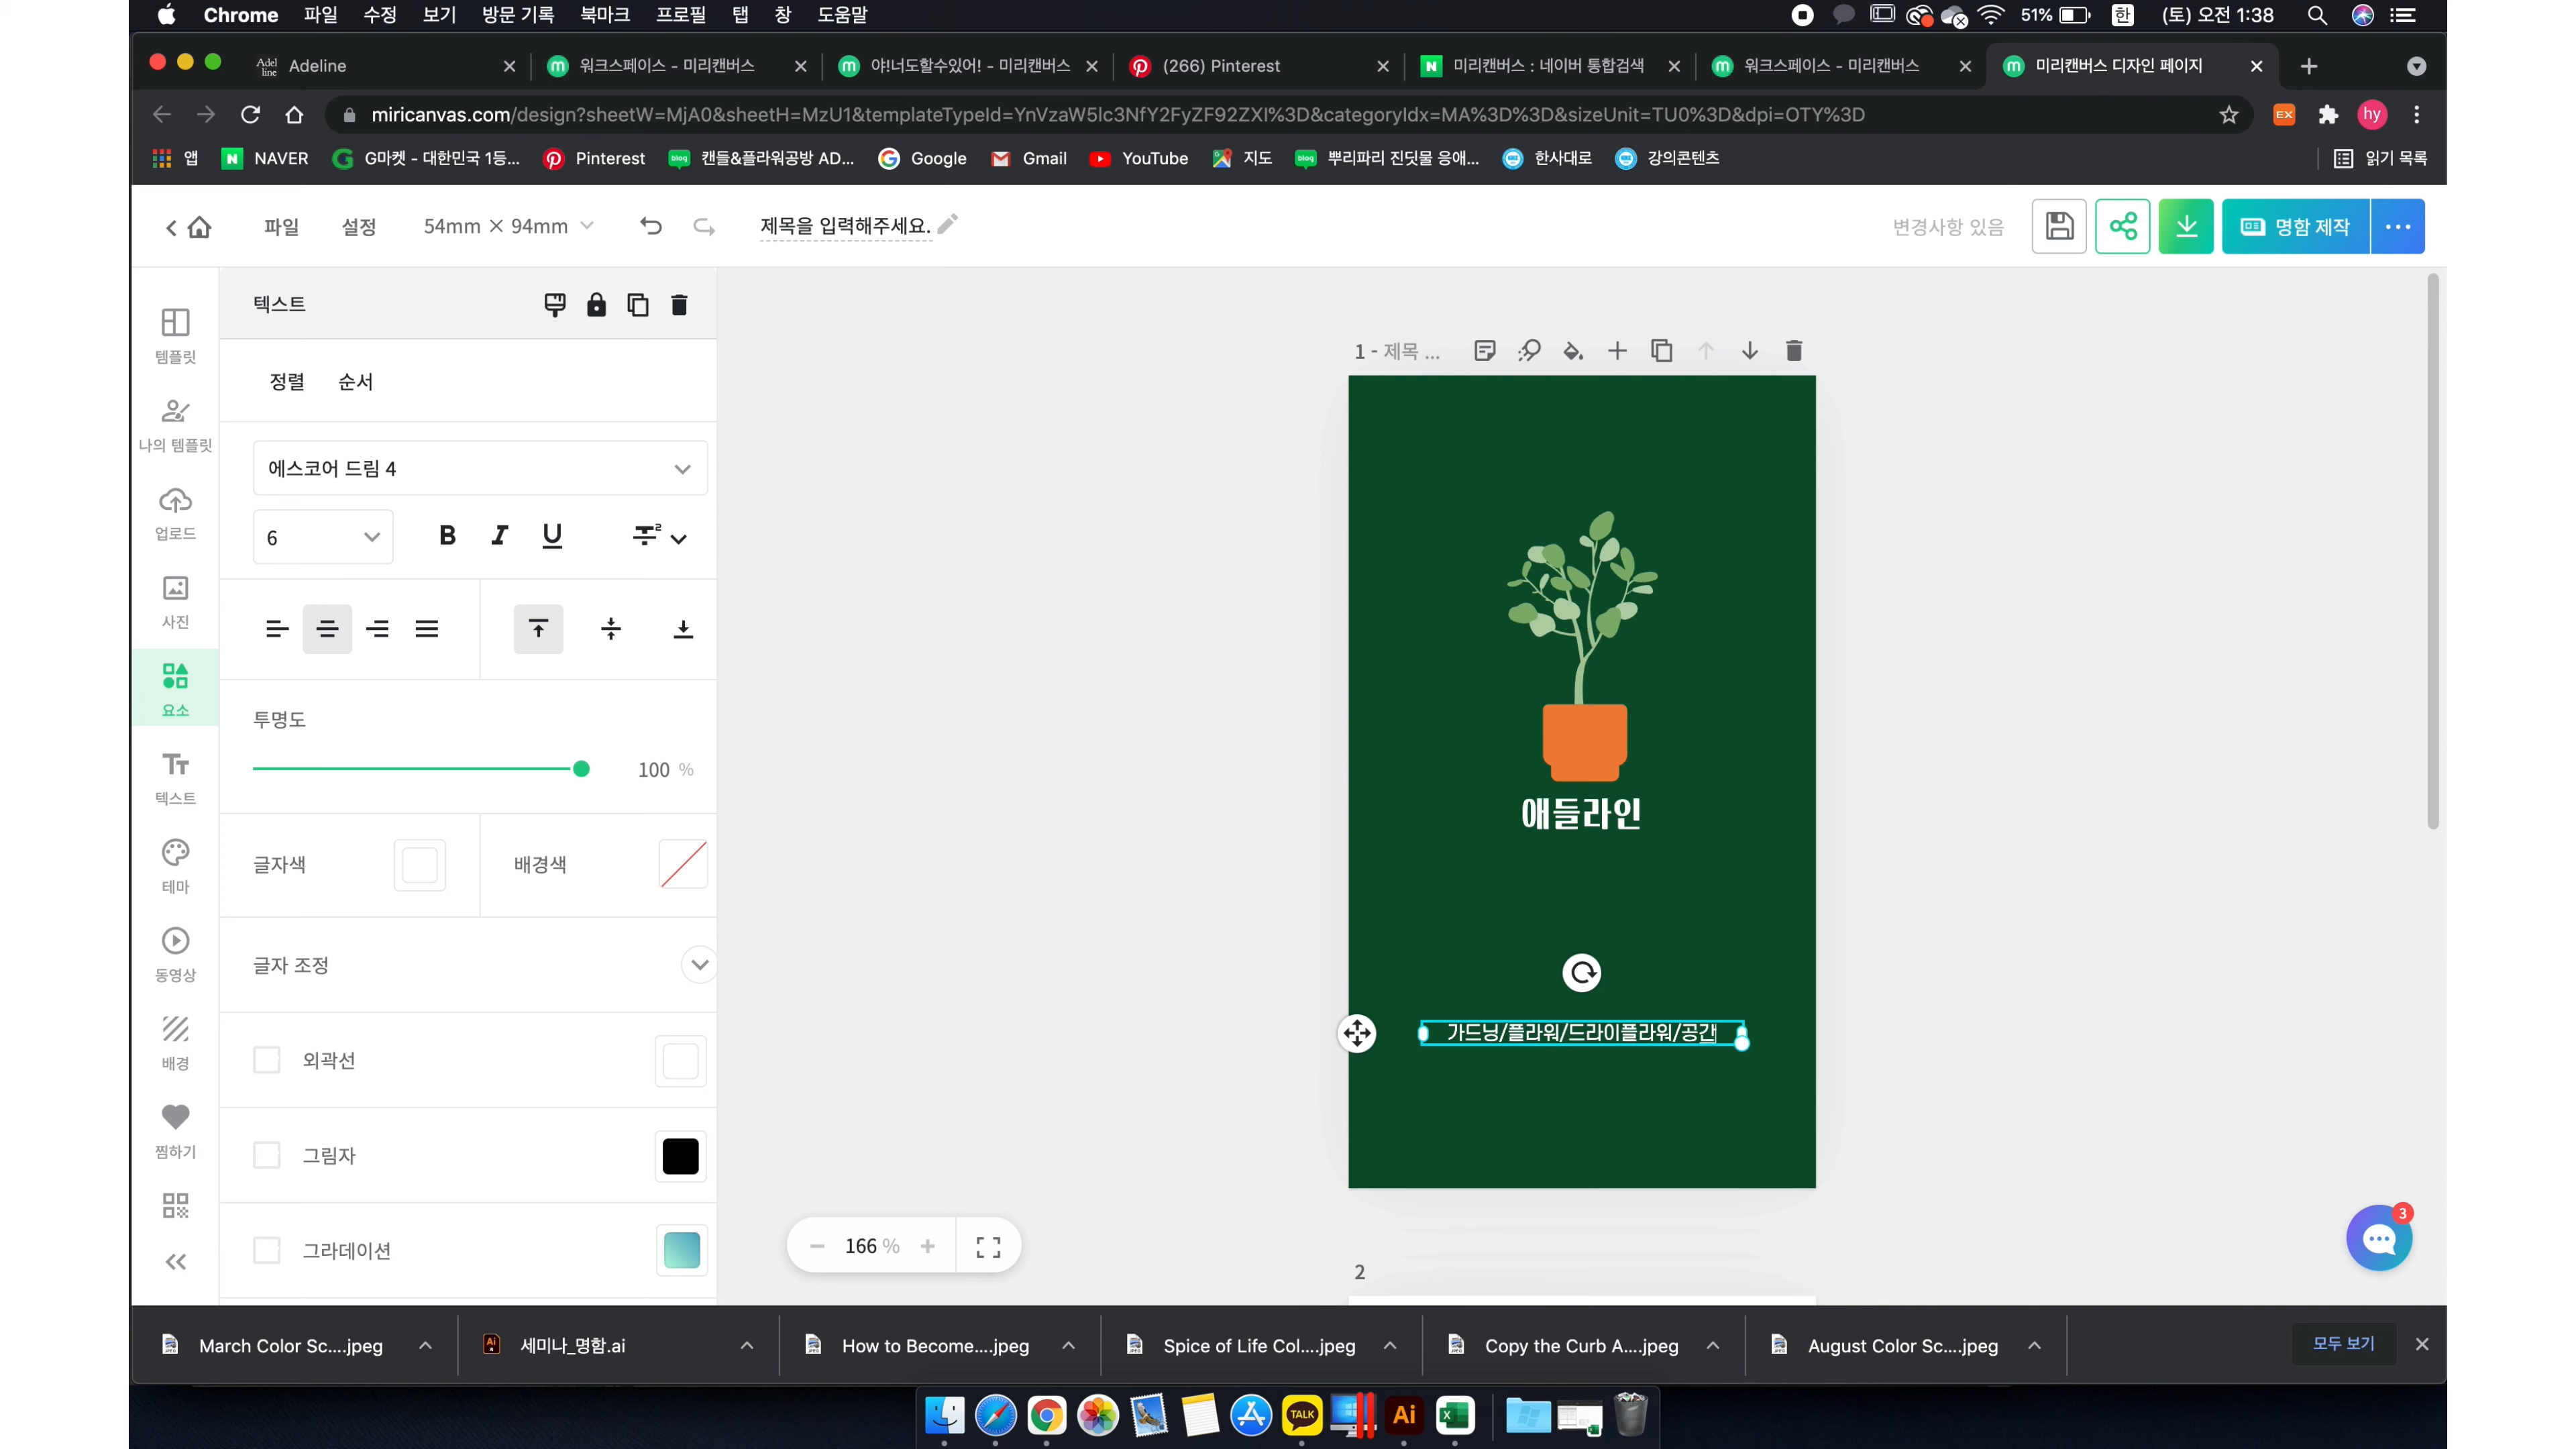 Chrome 파일 수정 보기 방문 기록 북마크 프로필 탭 창 도움말 51% 한 (토) 오전 1:38
Adel line Adeline 워크스페이스 - 미리캔버스 야!너도할수있어! - 미리캔버스 (266) Pinterest 미리캔버스 : 네이버 통합검색 워크스페이스 - 미리캔버스 미리캔버스 디자인 페이지
miricanvas.com/design?sheetW=MjA0&sheetH=MzU1&templateTypeId=YnVzaW5lc3NfY2FyZF92ZXI%3D&categoryIdx=MA%3D%3D&sizeUnit=TU0%3D&dpi=OTY%3D EX hy
앱 NAVER G마켓 - 대한민국 1등... Pinterest 캔들&플라워공방 AD... Google Gmail YouTube 지도 뿌리파리 진딧물 응애... 한사대로 강의콘텐츠 읽기 목록
파일 설정 54mm × 94mm 제목을 입력해주세요. 변경사항 있음 명함 제작
텍스트
템플릿
1 - 제목 ...
정렬 순서
나의 템플릿
에스코어 드림 4
업로드
6 B I U
사진
요소
투명도
100 %
텍스트
애들라인
글자색 배경색
테마
글자 조정
동영상
가드닝/플라워/드라이플라워/공간
배경
외곽선
찜하기
그림자
그라데이션
166 %
3
2
March Color Sc....jpeg 세미나_명함.ai How to Become....jpeg Spice of Life Col....jpeg Copy the Curb A....jpeg August Color Sc....jpeg 모두 보기
TALK Ai X